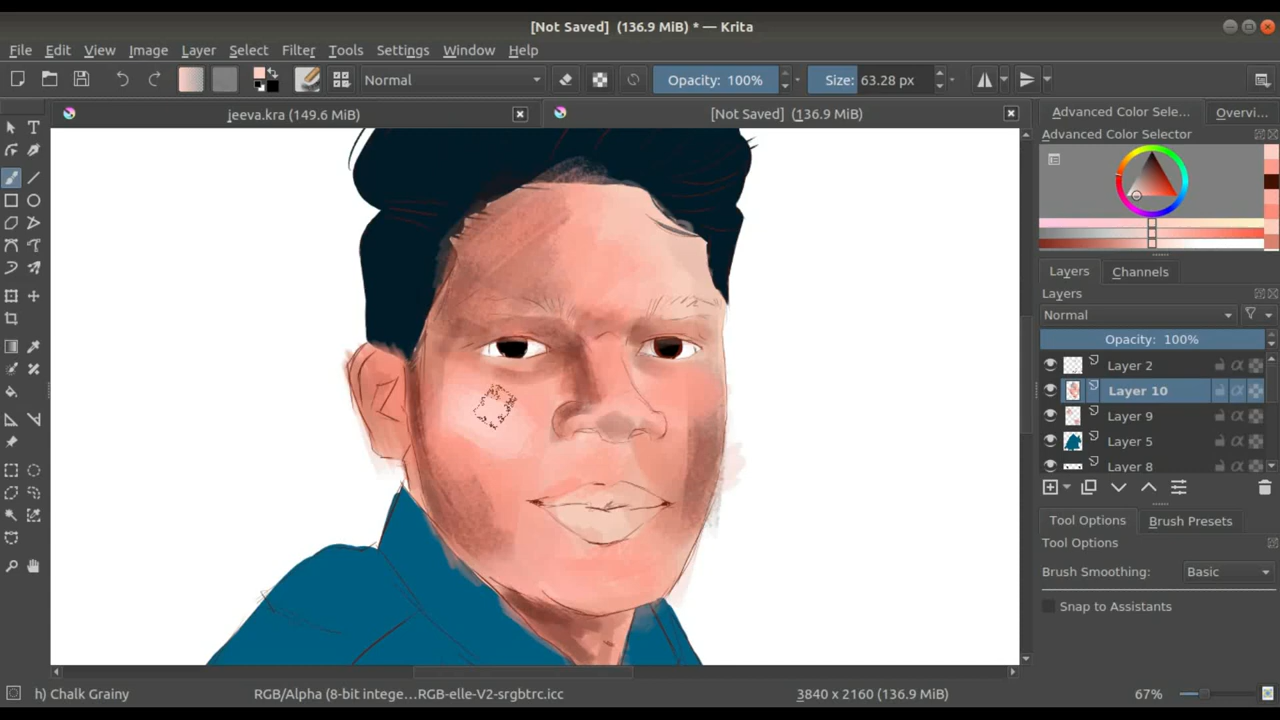 [Not Saved] (136.9 MiB) * — Krita
File Edit View Image Layer Select Filter Tools Settings Window Help
Normal Opacity: 100% Size: 63.28 px
jeeva.kra (149.6 MiB) [Not Saved] (136.9 MiB) Advanced Color Sele... Overvi...
Advanced Color Selector
Layers Channels
Layers
Normal
Opacity: 100%
Layer 2
Layer 10
Layer 9
Layer 5
Layer 8
Tool Options Brush Presets
Tool Options
Brush Smoothing: Basic
Snap to Assistants
h) Chalk Grainy RGB/Alpha (8-bit intege...RGB-elle-V2-srgbtrc.icc 3840 x 2160 (136.9 MiB) 67%